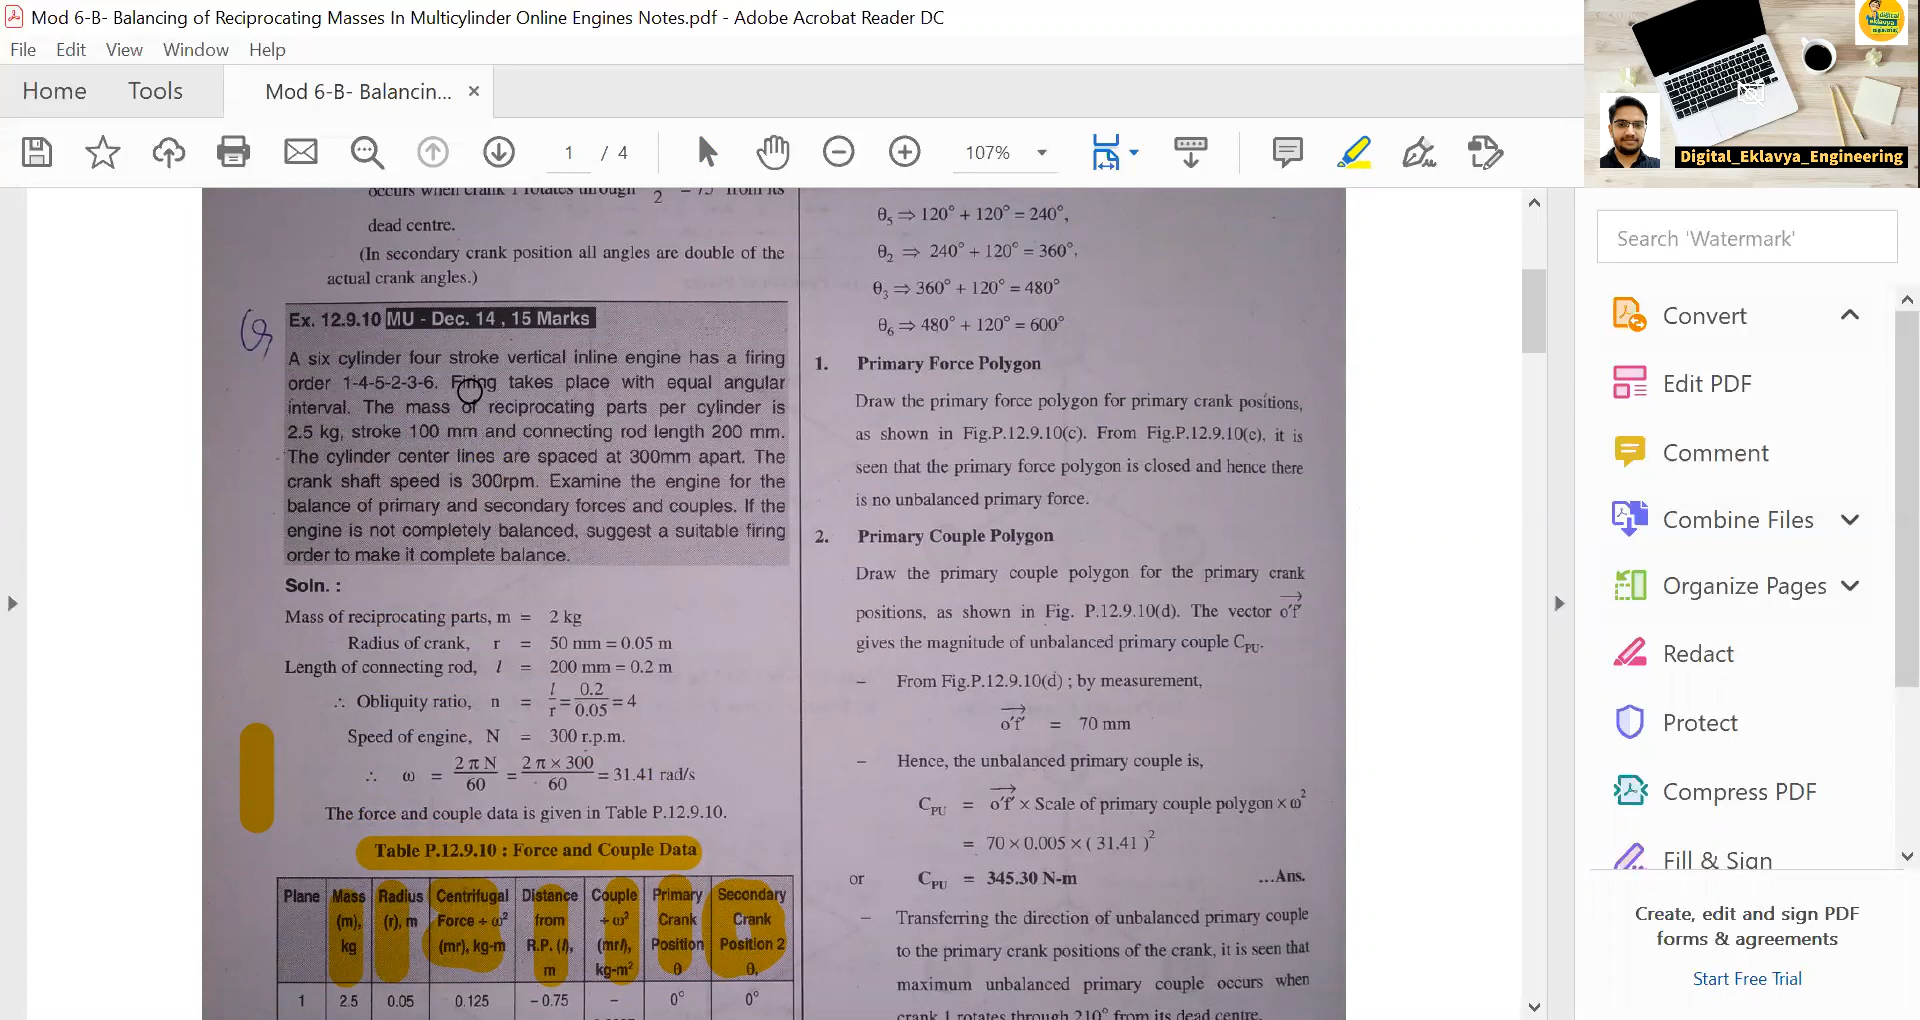 Mod 6-B- Balancing of Reciprocating Masses In Multicylinder Online Engines Notes.pdf - Adobe Acrobat Reader DC
File Edit View Window Help
Home Tools Mod 6-B- Balancin... ×
1 / 4 107%
Digital_Eklavya_Engineering
digital
eklavya
occurs when crank 1 rotates through 2 = 75° from its
dead centre.
(In secondary crank position all angles are double of the
actual crank angles.)
Q
Ex. 12.9.10 MU - Dec. 14 , 15 Marks
A six cylinder four stroke vertical inline engine has a firing
order 1-4-5-2-3-6. Firing takes place with equal angular
interval. The mass of reciprocating parts per cylinder is
2.5 kg, stroke 100 mm and connecting rod length 200 mm.
The cylinder center lines are spaced at 300mm apart. The
crank shaft speed is 300rpm. Examine the engine for the
balance of primary and secondary forces and couples. If the
engine is not completely balanced, suggest a suitable firing
order to make it complete balance.
Soln. :
Mass of reciprocating parts, m = 2 kg
Radius of crank, r = 50 mm = 0.05 m
Length of connecting rod, l = 200 mm = 0.2 m
∴ Obliquity ratio, n = l/r = 0.2/0.05 = 4
Speed of engine, N = 300 r.p.m.
∴ ω = 2 π N/60 = 2 π × 300/60 = 31.41 rad/s
The force and couple data is given in Table P.12.9.10.
Table P.12.9.10 : Force and Couple Data
Plane Mass (m), kg Radius (r), m Centrifugal Force ÷ ω² (mr), kg-m Distance from R.P. (l), m Couple ÷ ω² (mrl), kg-m² Primary Crank Position θ Secondary Crank Position 2 θ,
1 2.5 0.05 0.125 – 0.75 – 0° 0°
θ₅ ⇒ 120° + 120° = 240°,
θ₂ ⇒ 240° + 120° = 360°,
θ₃ ⇒ 360° + 120° = 480°
θ₆ ⇒ 480° + 120° = 600°
1. Primary Force Polygon
Draw the primary force polygon for primary crank positions,
as shown in Fig.P.12.9.10(c). From Fig.P.12.9.10(c), it is
seen that the primary force polygon is closed and hence there
is no unbalanced primary force.
2. Primary Couple Polygon
Draw the primary couple polygon for the primary crank
positions, as shown in Fig. P.12.9.10(d). The vector o'f'
gives the magnitude of unbalanced primary couple C_PU.
– From Fig.P.12.9.10(d) ; by measurement,
o'f' = 70 mm
– Hence, the unbalanced primary couple is,
C_PU = o'f' × Scale of primary couple polygon × ω²
= 70 × 0.005 × ( 31.41 )²
or C_PU = 345.30 N-m ...Ans.
– Transferring the direction of unbalanced primary couple
to the primary crank positions of the crank, it is seen that
maximum unbalanced primary couple occurs when
crank 1 rotates through 210° from its dead centre.
Search 'Watermark'
Convert
Edit PDF
Comment
Combine Files
Organize Pages
Redact
Protect
Compress PDF
Fill & Sign
Create, edit and sign PDF
forms & agreements
Start Free Trial